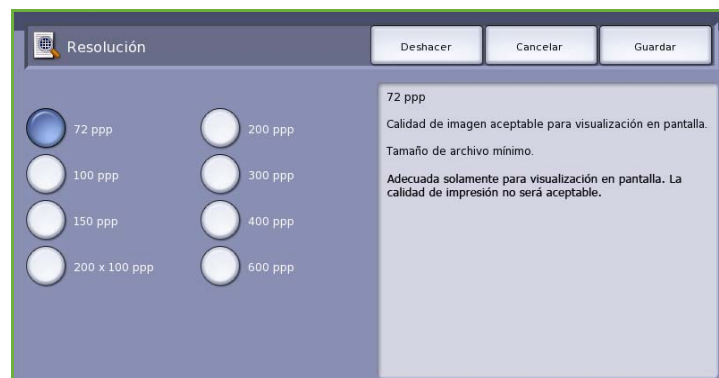 Resolución
Deshacer
Cancelar
Guardar
72 ppp
200 ppp
100 ppp
300 ppp
150 ppp
400 ppp
200 x 100 ppp
600 ppp
72 ppp
Calidad de imagen aceptable para visualización en pantalla.
Tamaño de archivo mínimo.
Adecuada solamente para visualización en pantalla. La
calidad de impresión no será aceptable.